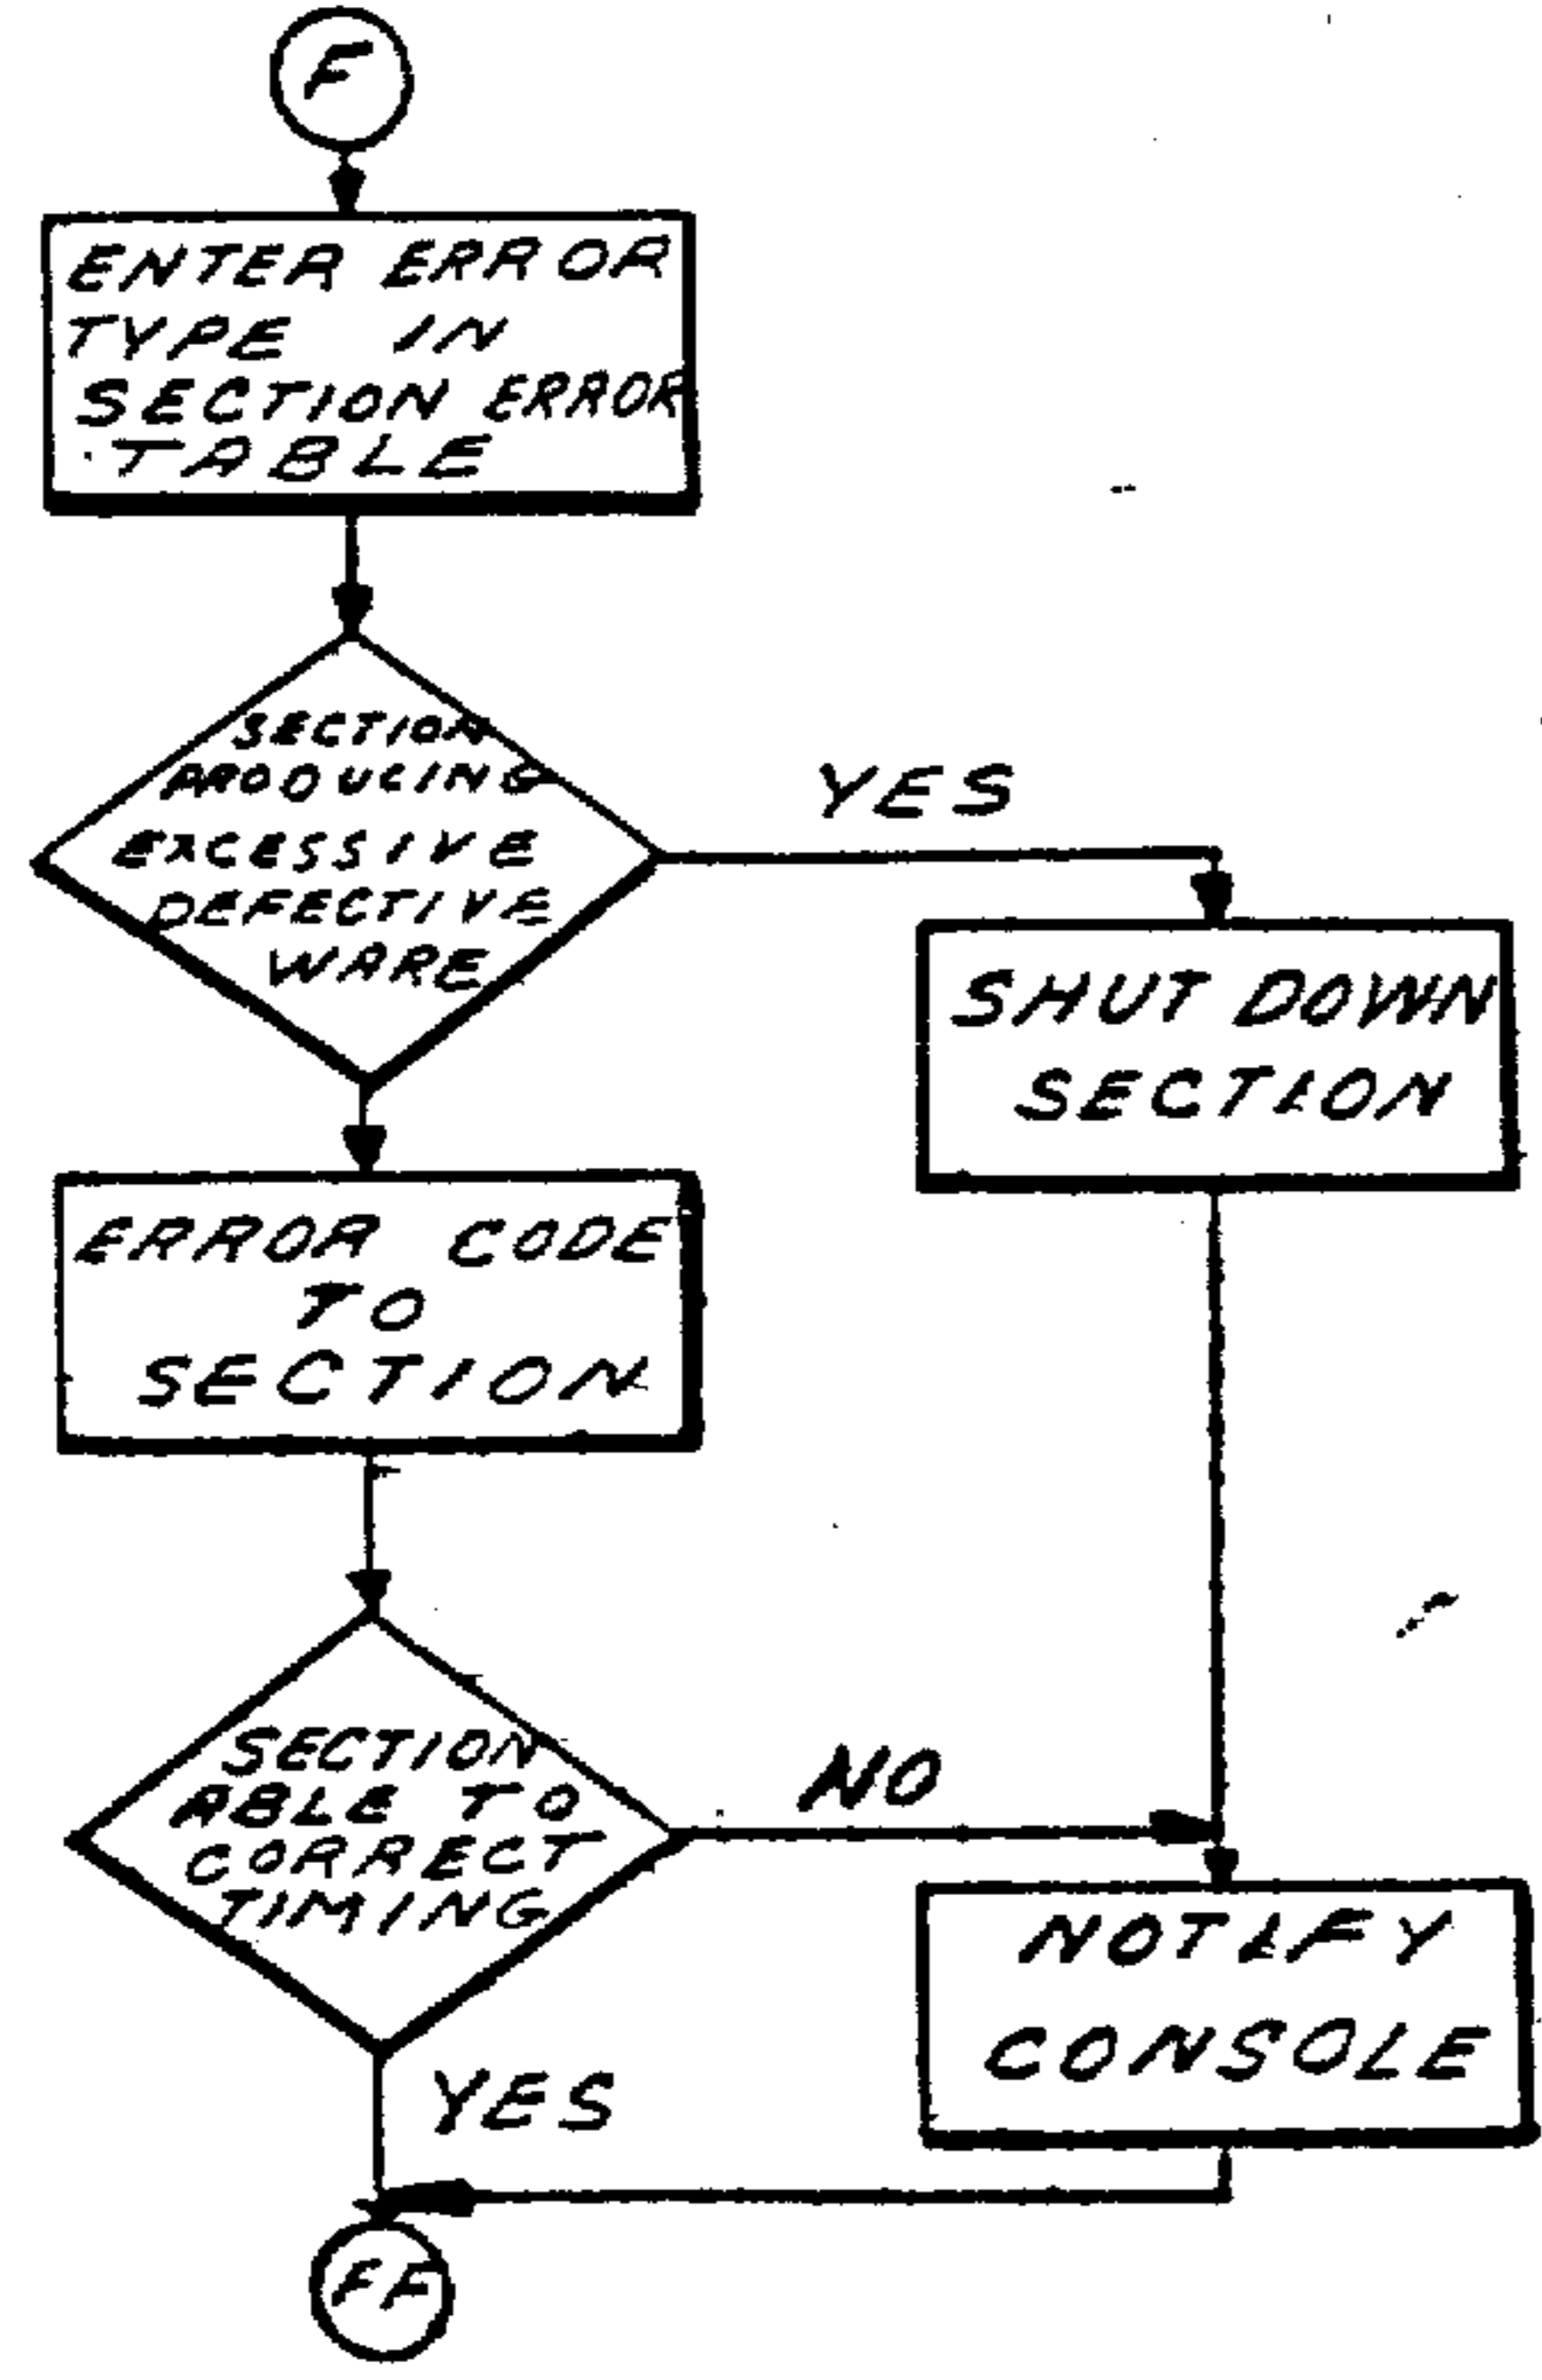 F
ENTER ERROR
TYPE IN
SECTION ERROR
TABLE
SECTION
PRODUCING
EXCESSIVE
DEFECTIVE
WARE
YES
SHUT DOWN
SECTION
ERROR CODE
TO
SECTION
SECTION
ABLE TO
CORRECT
TIMING
NO
NOTIFY
CONSOLE
YES
FF